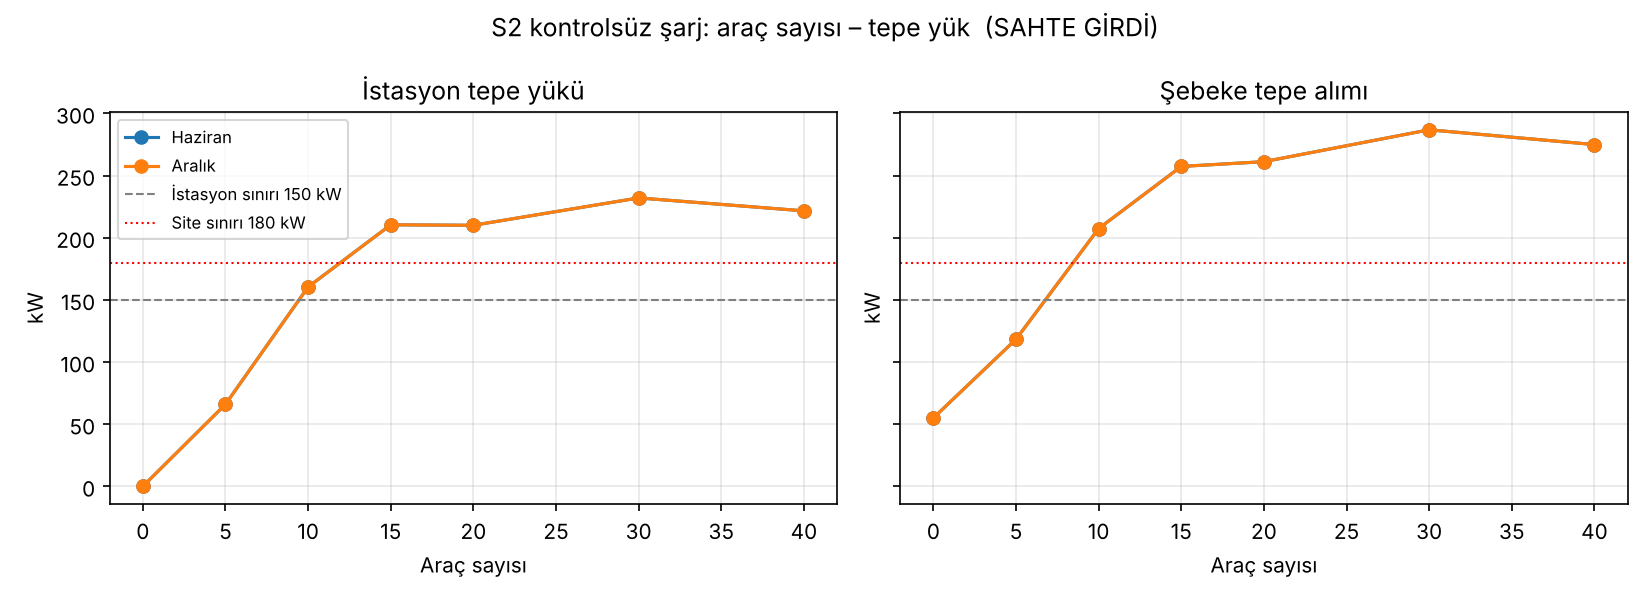 S2 kontrolsüz şarj: araç sayısı – tepe yük (SAHTE GİRDİ)
İstasyon tepe yükü
300
250
200
150
100
50
0
kW
Haziran
Aralık
İstasyon sınırı 150 kW
Site sınırı 180 kW
0 5 10 15 20 25 30 35 40
Araç sayısı
Şebeke tepe alımı
kW
0 5 10 15 20 25 30 35 40
Araç sayısı